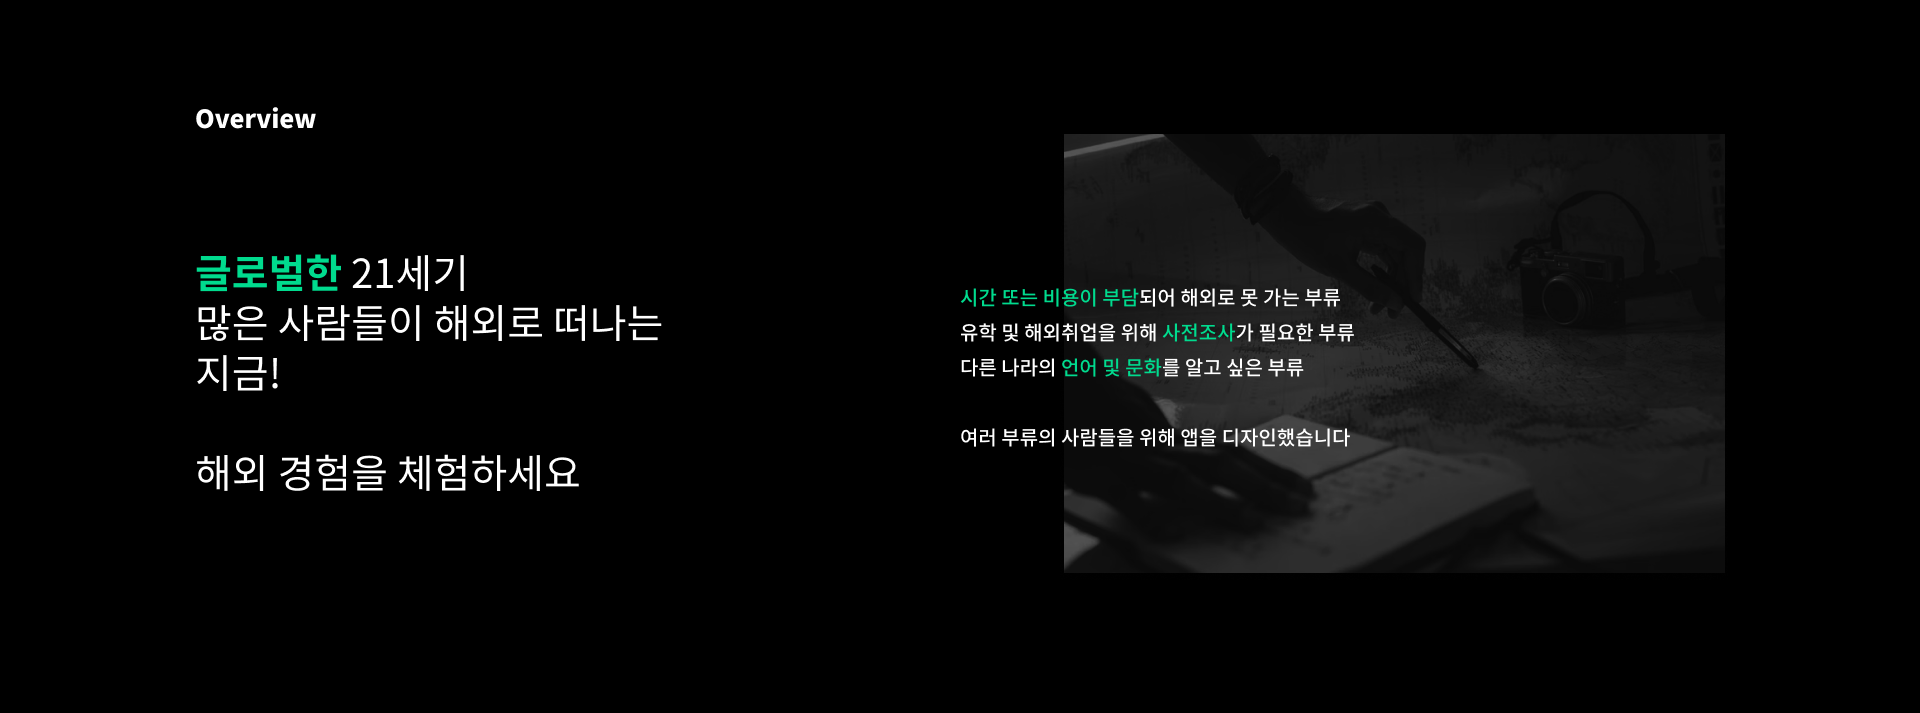 Overview
글로벌한 21세기
많은 사람들이 해외로 떠나는
지금!
해외 경험을 체험하세요
시간 또는 비용이 부담되어 해외로 못 가는 부류
유학 및 해외취업을 위해 사전조사가 필요한 부류
다른 나라의 언어 및 문화를 알고 싶은 부류
여러 부류의 사람들을 위해 앱을 디자인했습니다